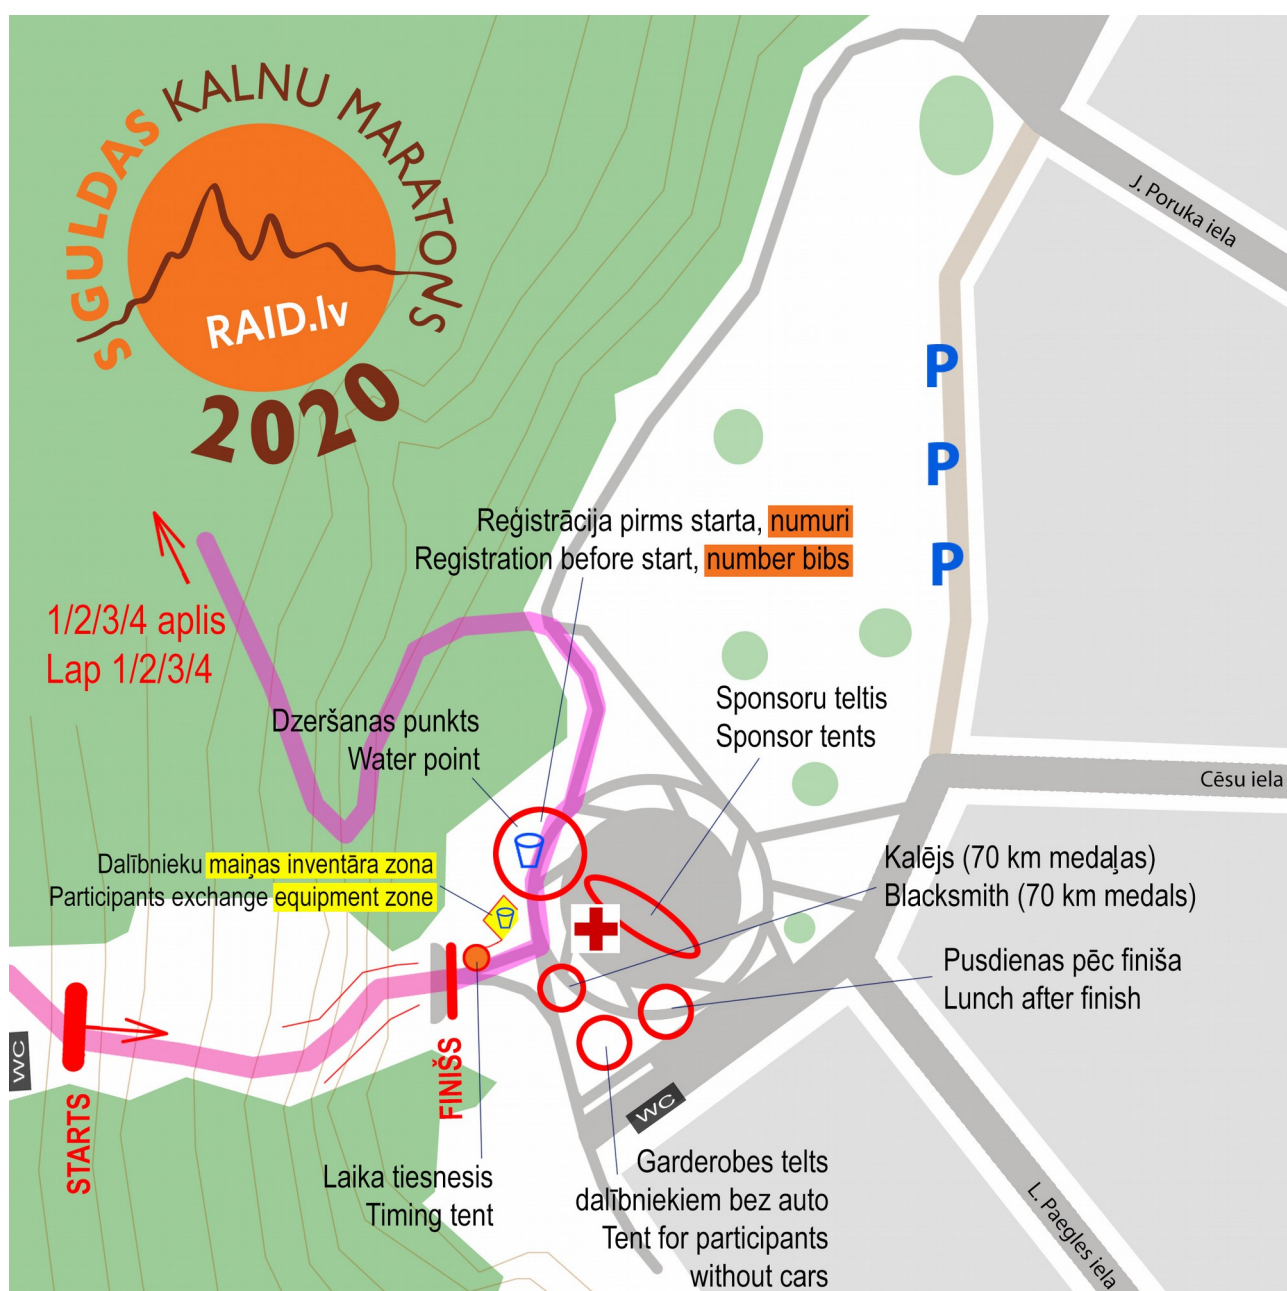 SIGULDAS KALNU MARATONS
RAID.lv
2020
J. Poruka iela
P
P
P
Reģistrācija pirms starta, numuri
Registration before start, number bibs
1/2/3/4 aplis
Lap 1/2/3/4
Sponsoru teltis
Sponsor tents
Dzeršanas punkts
Water point
Cēsu iela
Dalībnieku maiņas inventāra zona
Participants exchange equipment zone
Kalējs (70 km medaļas)
Blacksmith (70 km medals)
Pusdienas pēc finiša
Lunch after finish
WC
STARTS
FINIŠS
WC
Laika tiesnesis
Timing tent
Garderobes telts
dalībniekiem bez auto
Tent for participants
without cars
L. Paegles iela